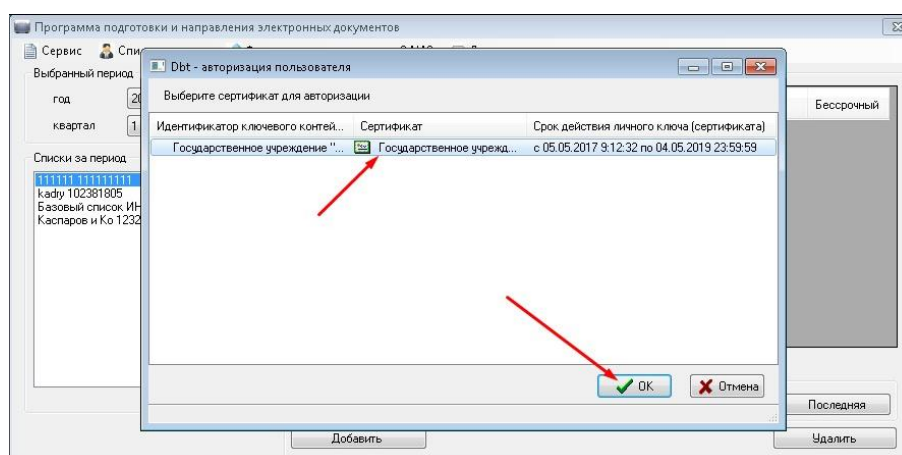 Программа подготовки и направления электронных документов
Сервис
Выбранный период
год
квартал 1
Списки за период
111111 111111111
kadry 102381805
Базовый список ИН
Каспаров и Ко 1232
Dbt - авторизация пользователя
Выберите сертификат для авторизации
Идентификатор ключевого контей... Сертификат Срок действия личного ключа (сертификата)
Государственное учреждение "... Государственное учрежд... с 05.05.2017 9:12:32 по 04.05.2019 23:59:59
OK Отмена
Бессрочный
Последняя
Добавить Удалить